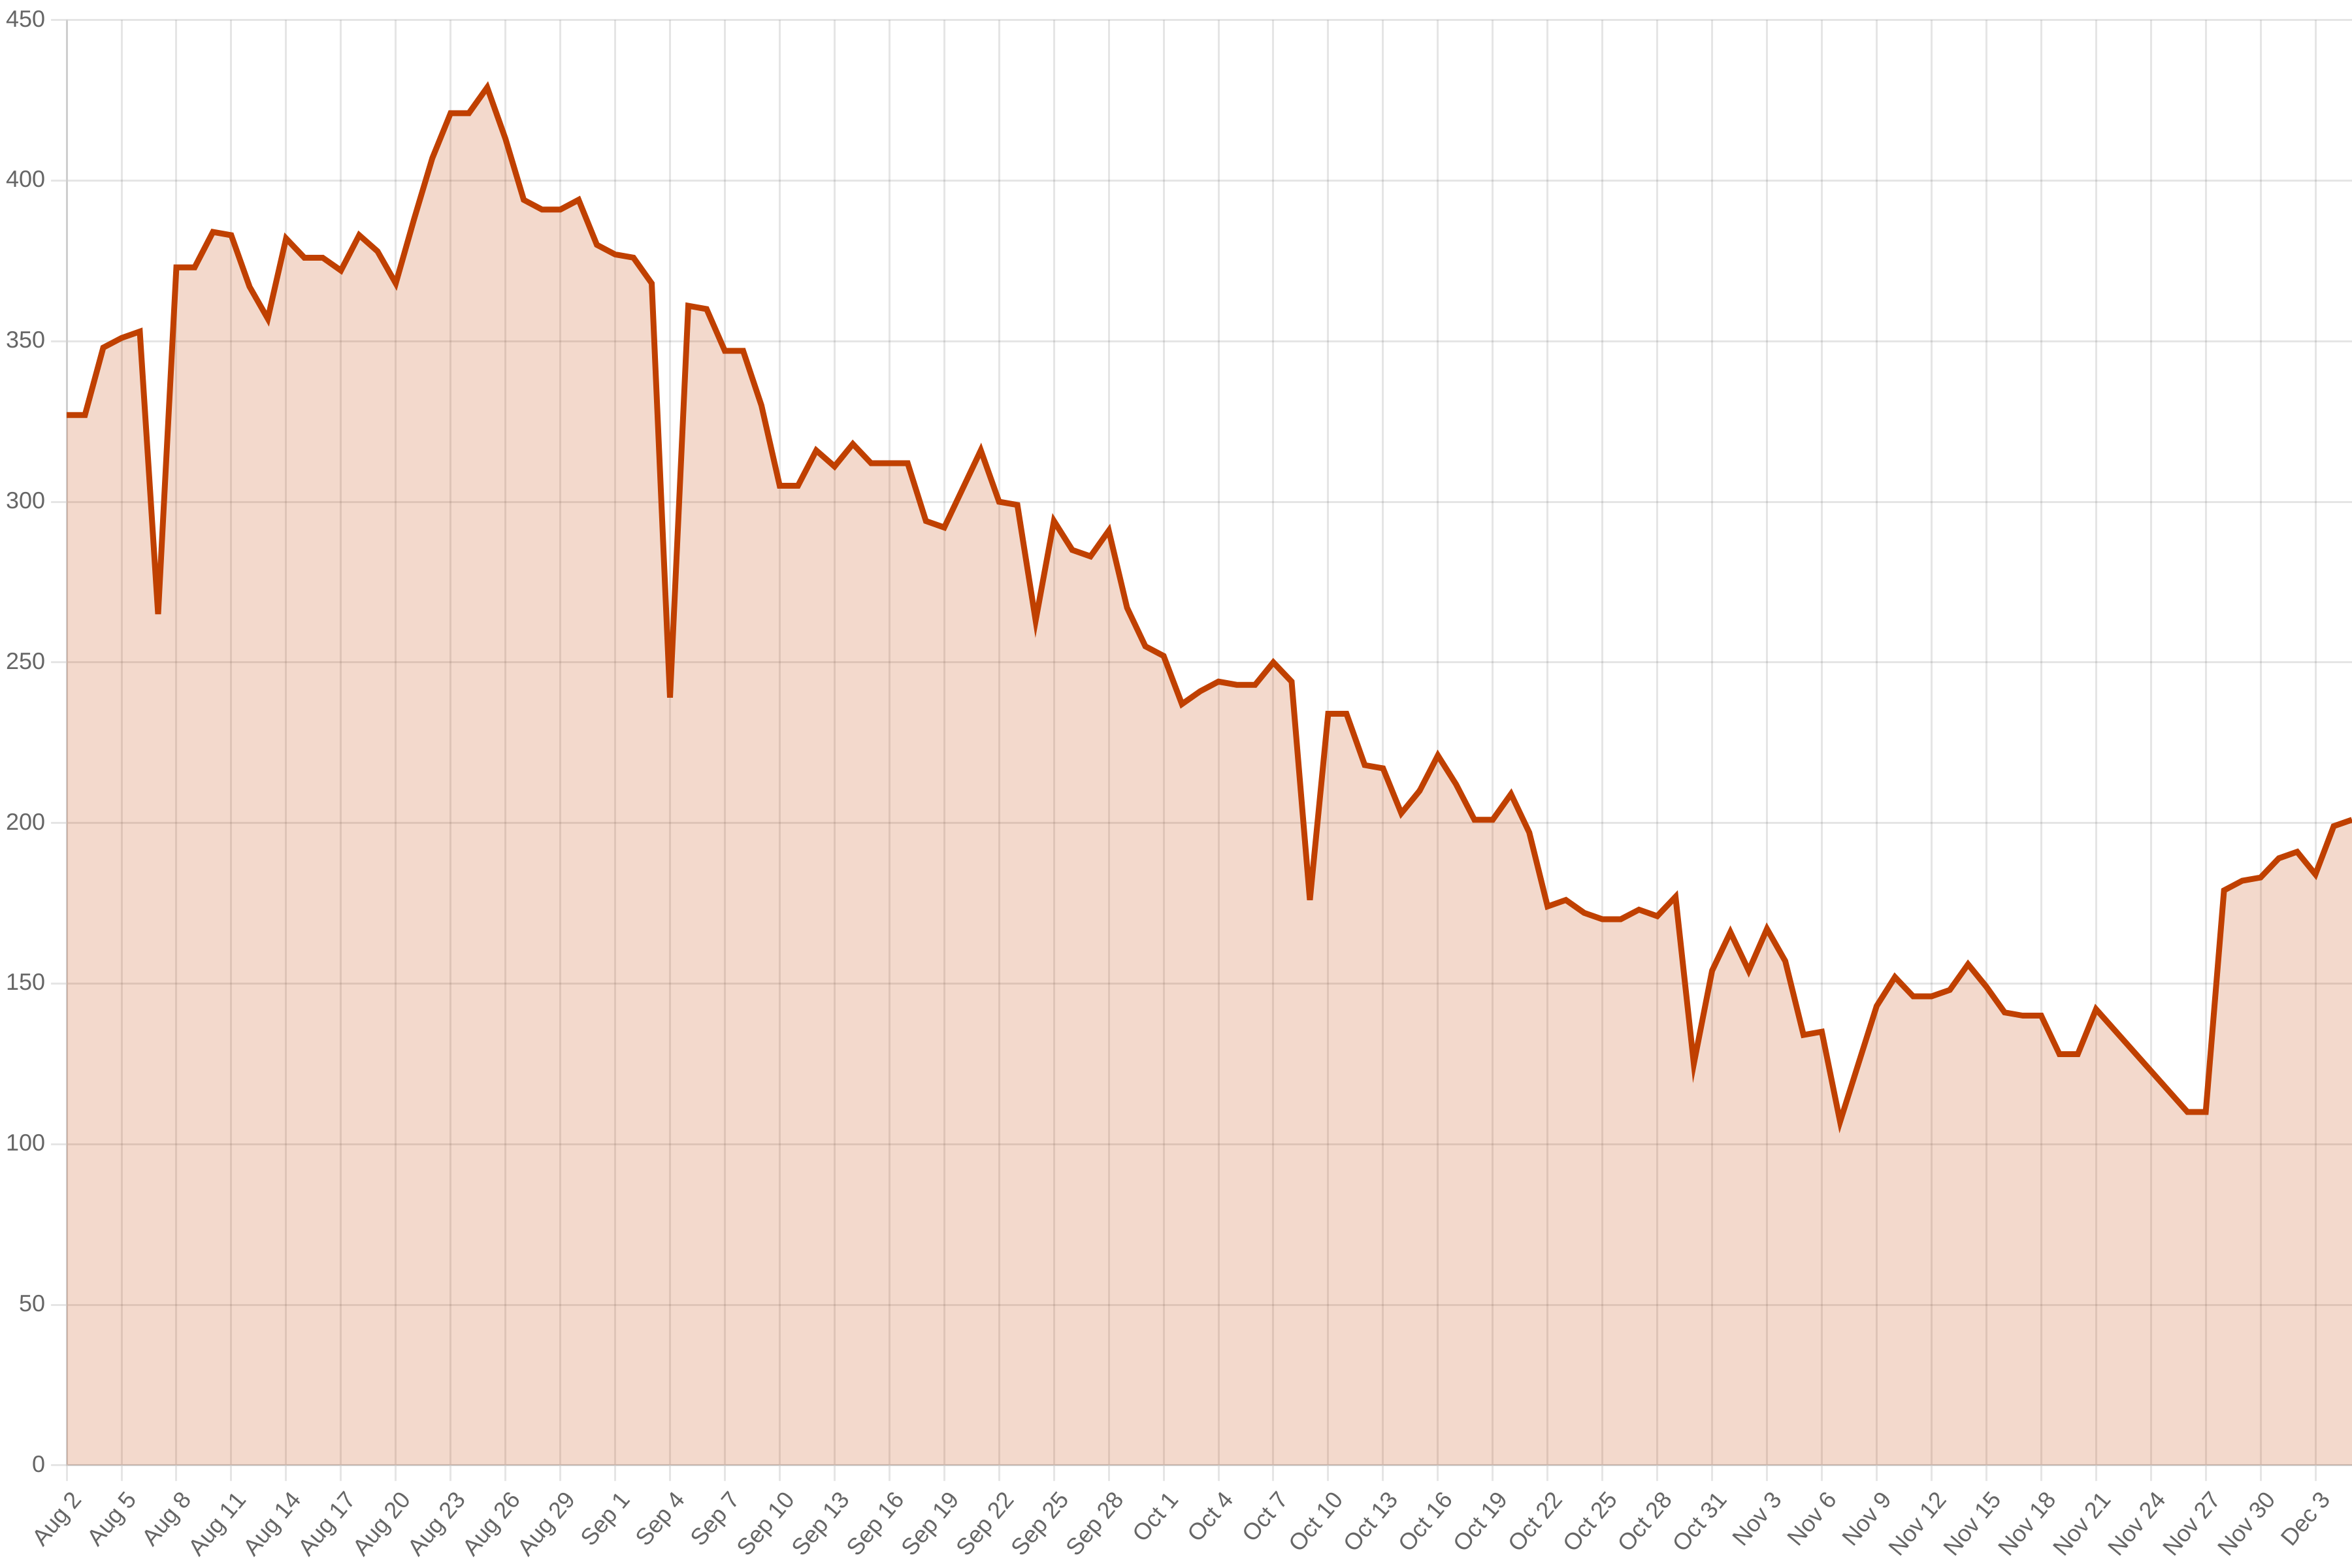 450
400
350
300
250
200
150
100
50
0
Aug 2
Aug 5
Aug 8
Aug 11
Aug 14
Aug 17
Aug 20
Aug 23
Aug 26
Aug 29
Sep 1
Sep 4
Sep 7
Sep 10
Sep 13
Sep 16
Sep 19
Sep 22
Sep 25
Sep 28
Oct 1
Oct 4
Oct 7
Oct 10
Oct 13
Oct 16
Oct 19
Oct 22
Oct 25
Oct 28
Oct 31
Nov 3
Nov 6
Nov 9
Nov 12
Nov 15
Nov 18
Nov 21
Nov 24
Nov 27
Nov 30
Dec 3